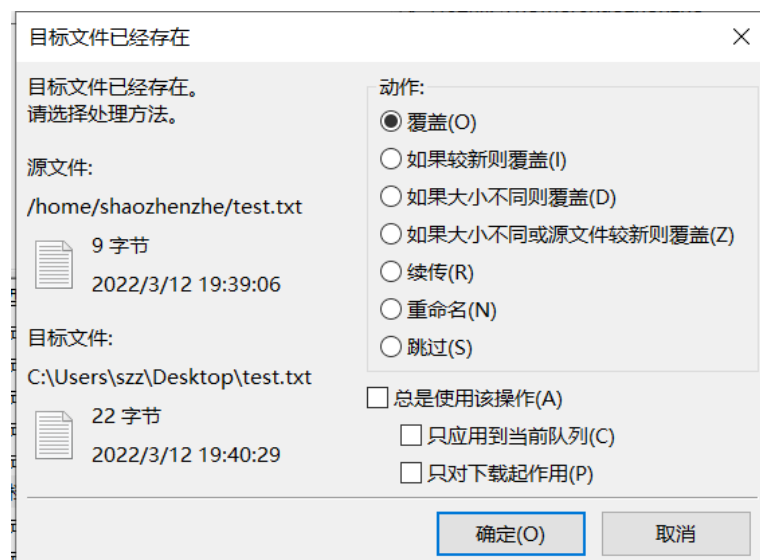 目标文件已经存在
目标文件已经存在。
请选择处理方法。
源文件:
/home/shaozhenzhe/test.txt
9 字节
2022/3/12 19:39:06
目标文件:
C:\Users\szz\Desktop\test.txt
22 字节
2022/3/12 19:40:29
动作:
覆盖(O)
如果较新则覆盖(I)
如果大小不同则覆盖(D)
如果大小不同或源文件较新则覆盖(Z)
续传(R)
重命名(N)
跳过(S)
总是使用该操作(A)
只应用到当前队列(C)
只对下载起作用(P)
确定(O)
取消